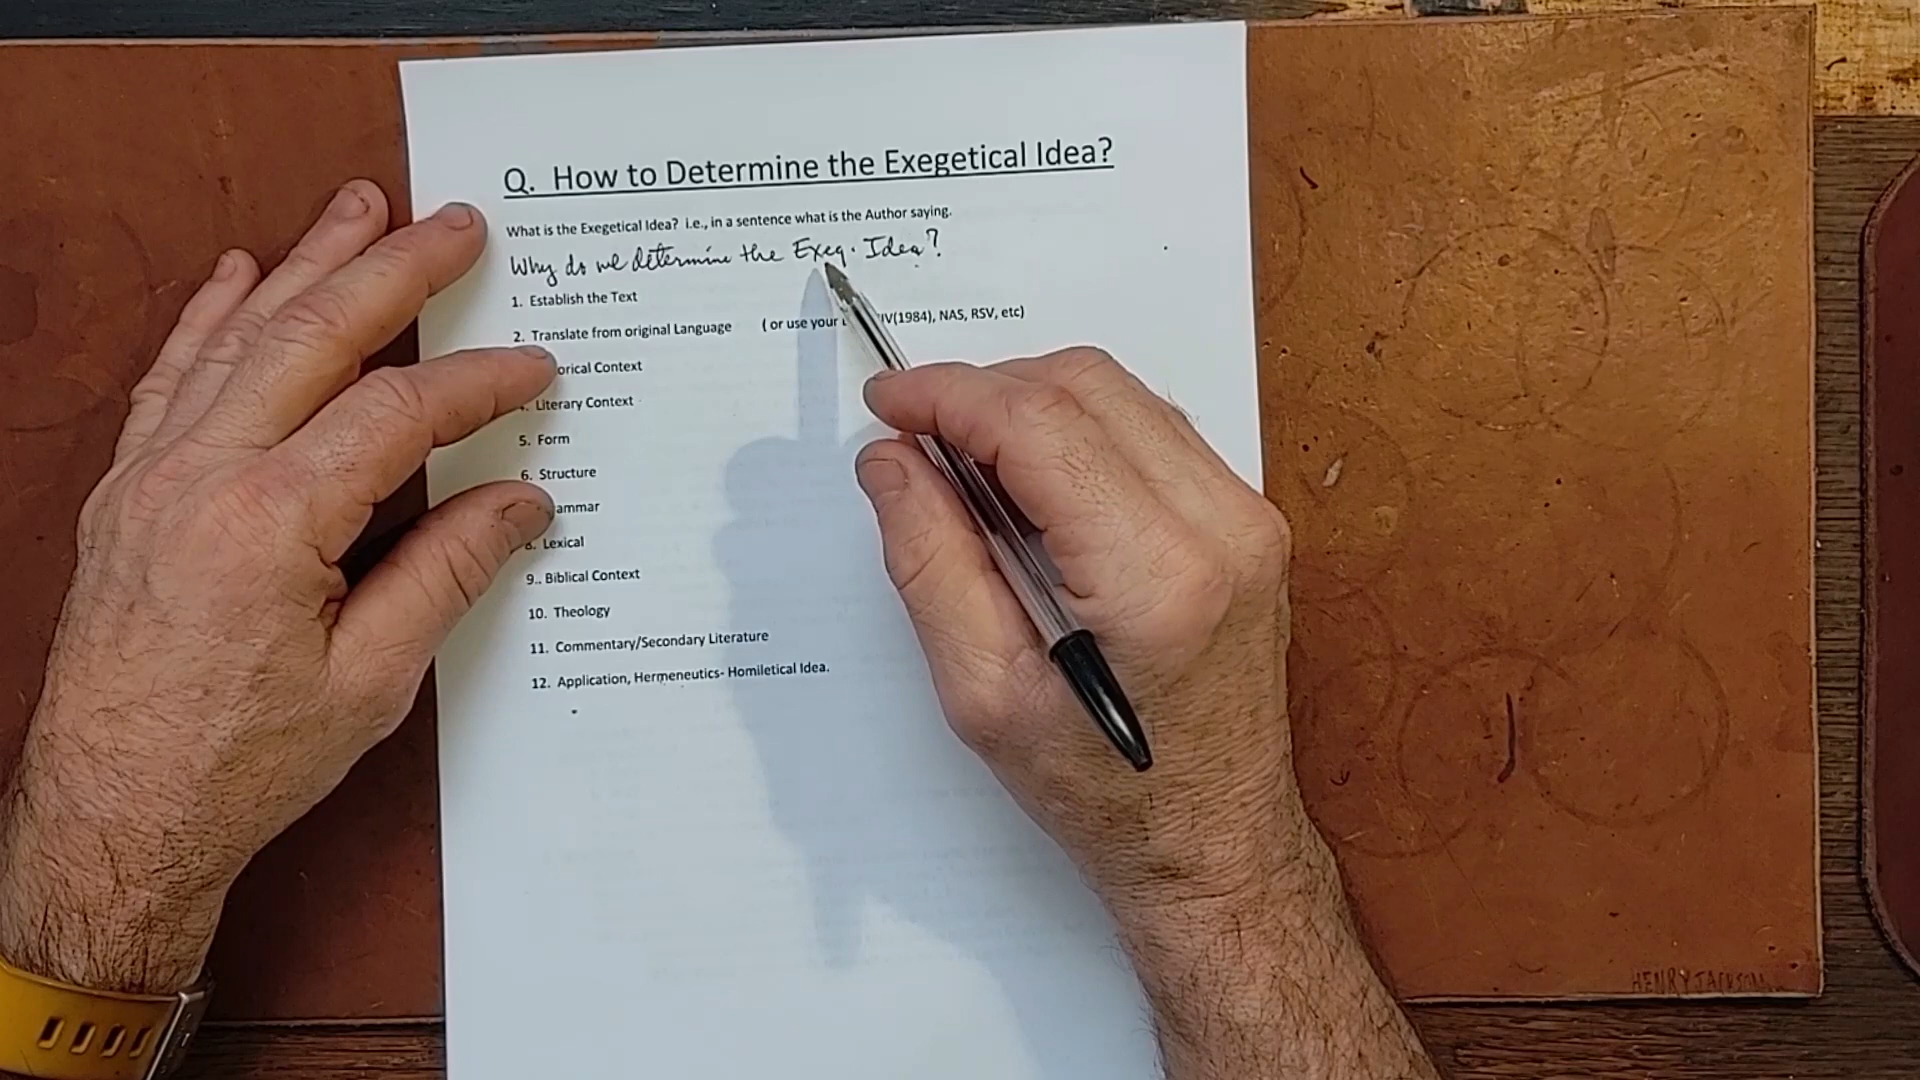 Q. How to Determine the Exegetical Idea?
What is the Exegetical Idea? i.e., in a sentence what is the Author saying.
Why do we determine the Exeg. Idea?
1. Establish the Text
2. Translate from original Language ( or use your IV(1984), NAS, RSV, etc)
orical Context
Literary Context
5. Form
6. Structure
ammar
8. Lexical
9.. Biblical Context
10. Theology
11. Commentary/Secondary Literature
12. Application, Hermeneutics- Homiletical Idea.
HENRY JACKSON